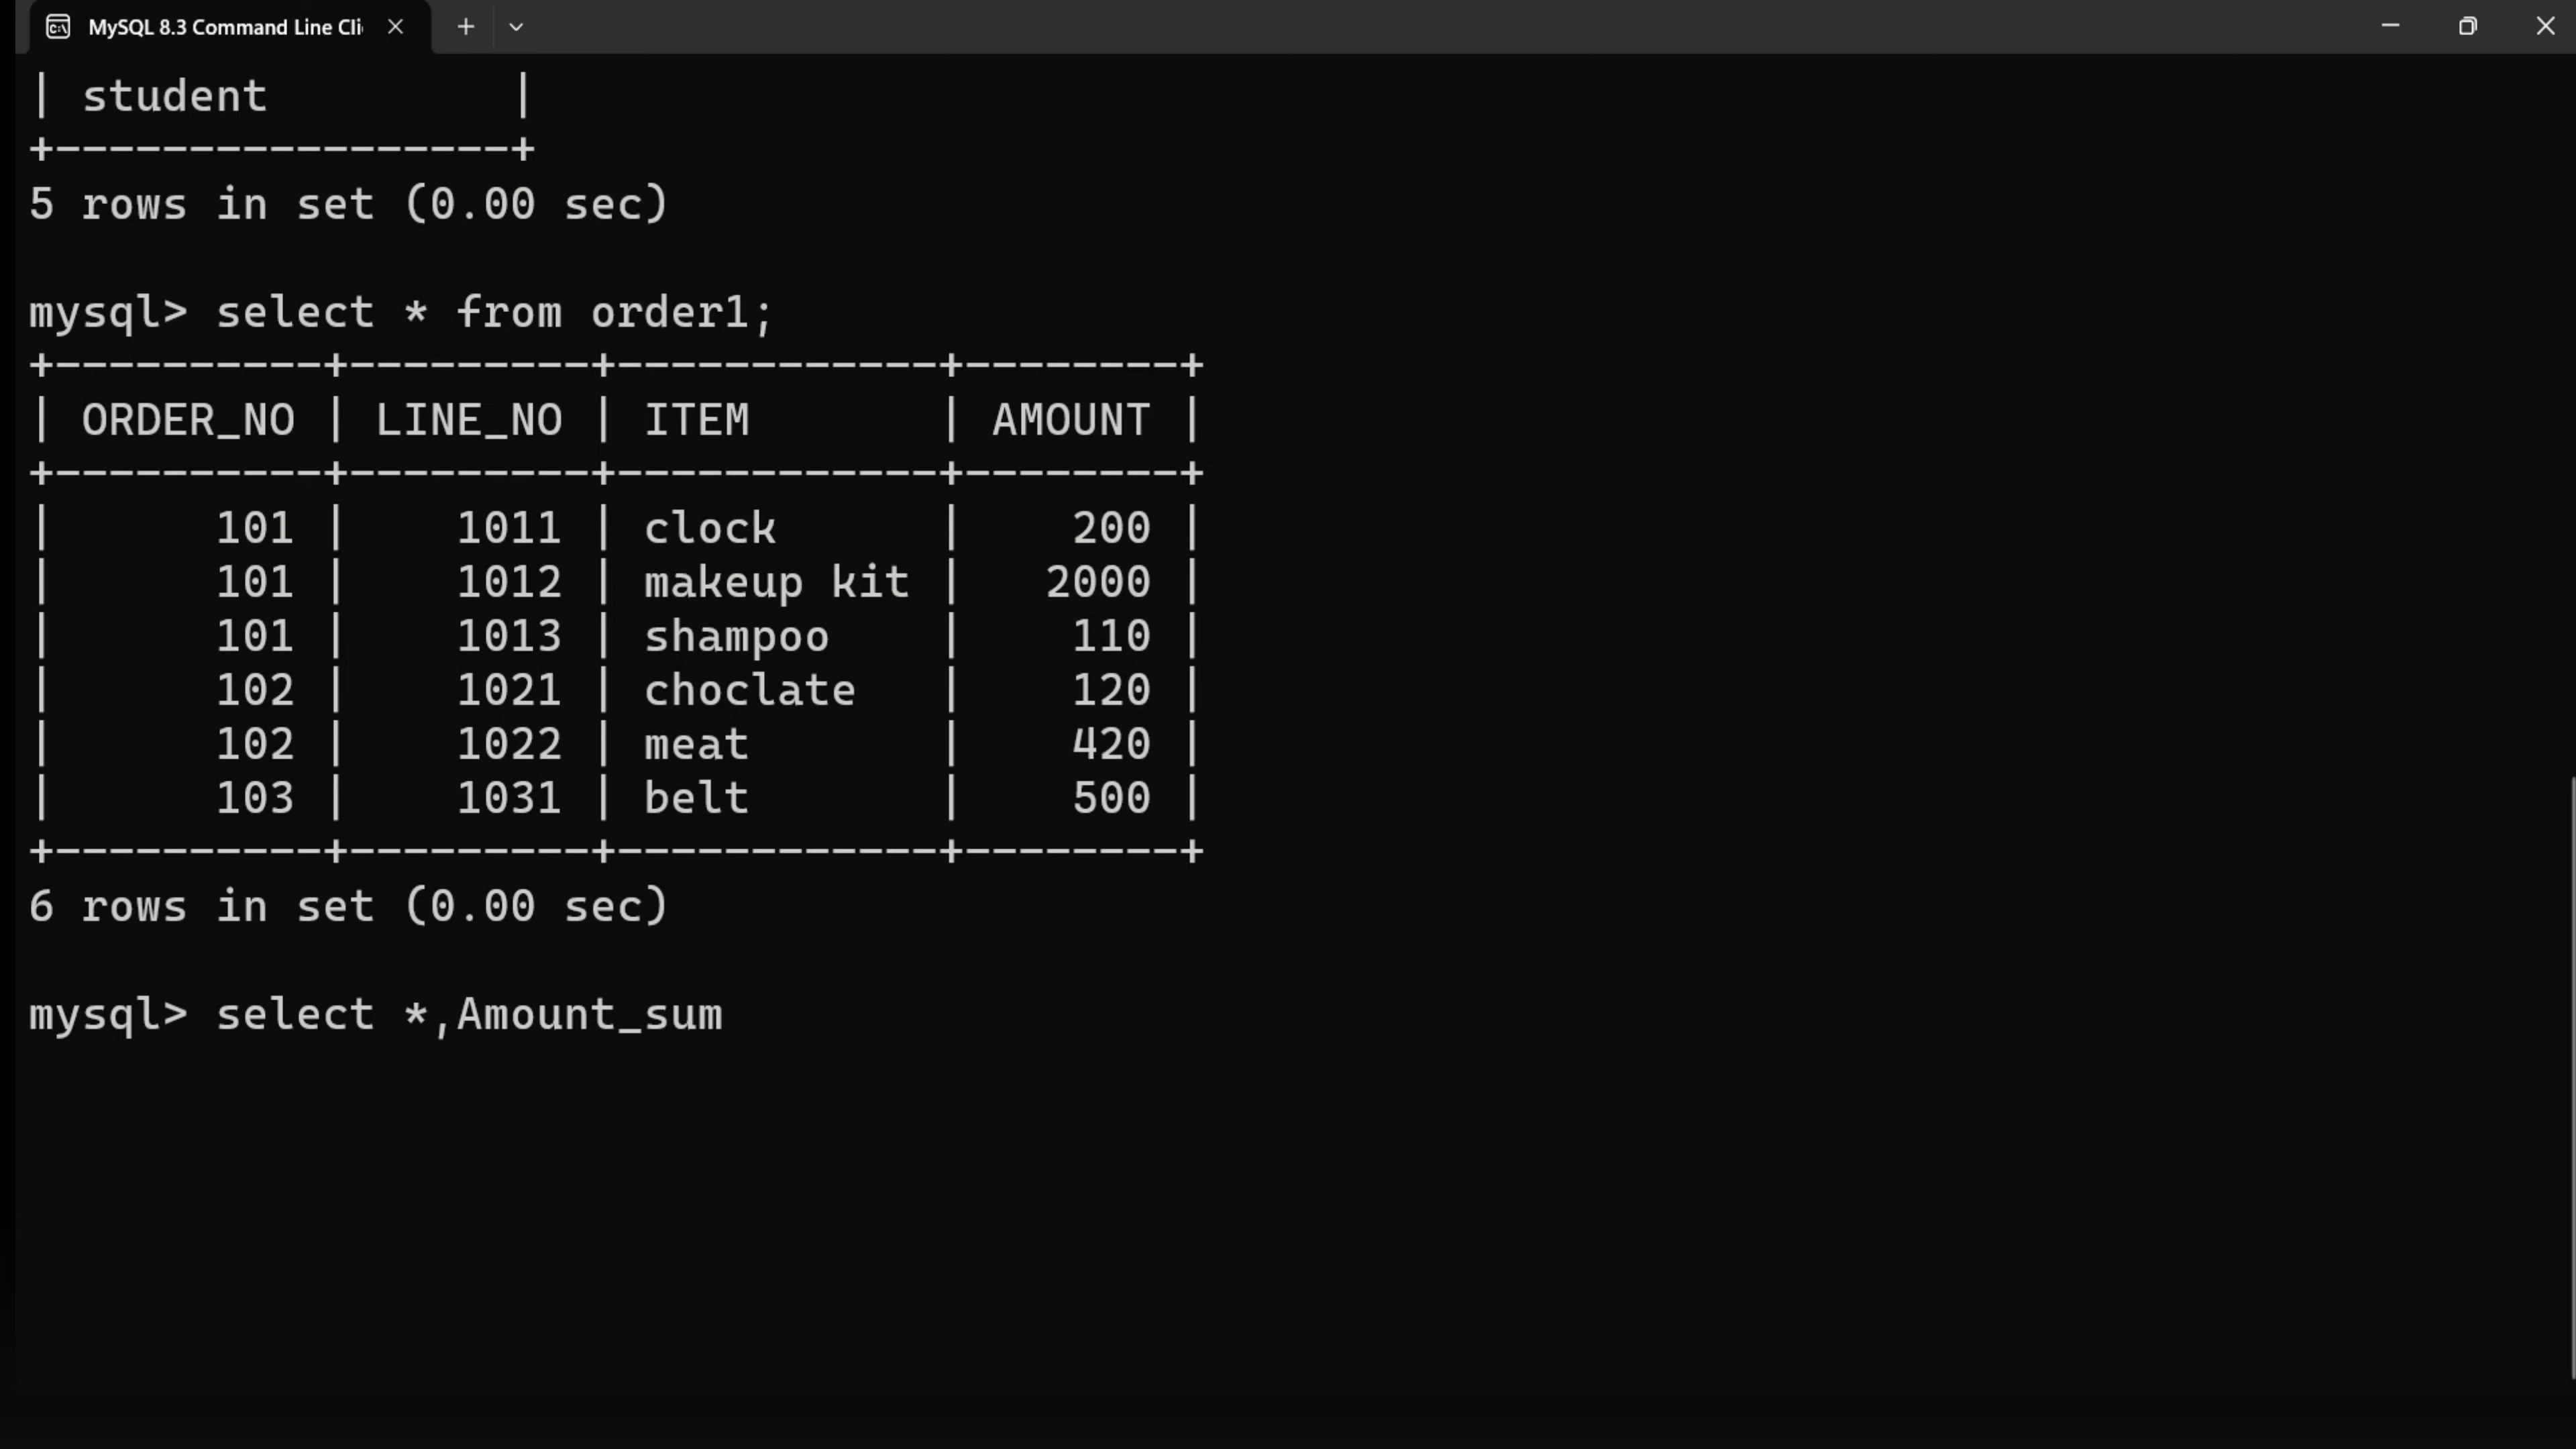 MySQL 8.3 Command Line Cli
| student         |
+-----------------+
5 rows in set (0.00 sec)
mysql> select * from order1;
+----------+---------+------------+--------+
| ORDER_NO | LINE_NO | ITEM       | AMOUNT |
+----------+---------+------------+--------+
|      101 |    1011 | clock      |    200 |
|      101 |    1012 | makeup kit |   2000 |
|      101 |    1013 | shampoo    |    110 |
|      102 |    1021 | choclate   |    120 |
|      102 |    1022 | meat       |    420 |
|      103 |    1031 | belt       |    500 |
+----------+---------+------------+--------+
6 rows in set (0.00 sec)
mysql> select *,Amount_sum